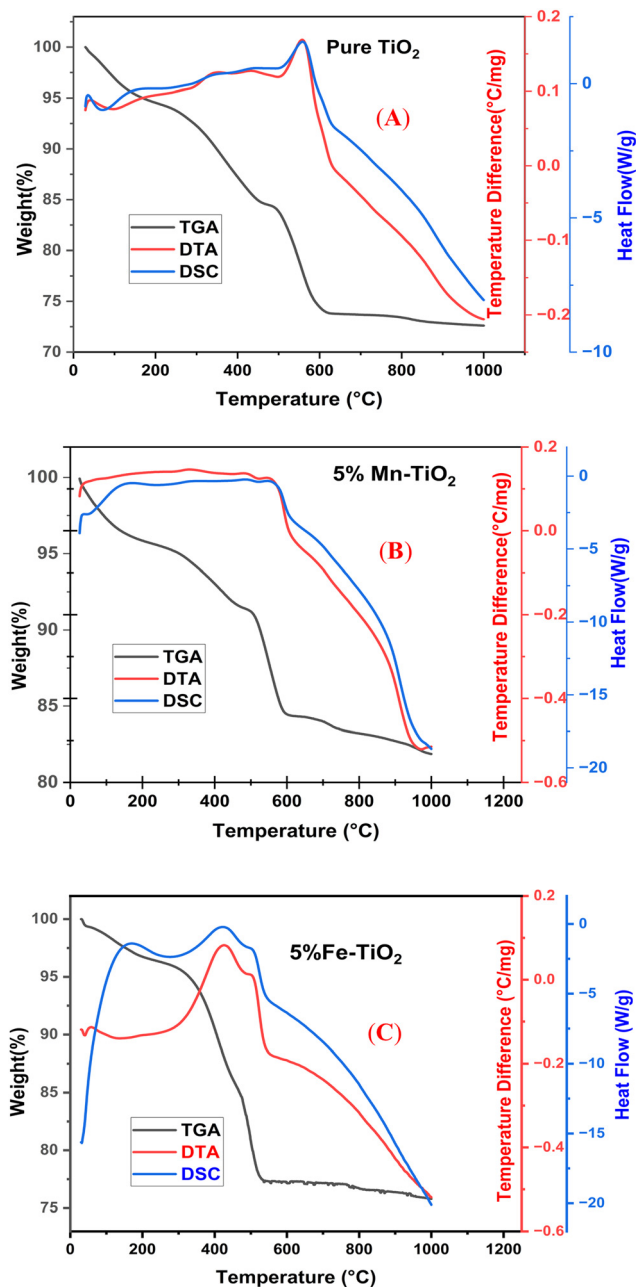 Pure TiO₂
(A)
Weight(%)
100
95
90
85
80
75
70
TGA
DTA
DSC
0
200
400
600
800
1000
Temperature (°C)
0.2
0.1
0.0
−0.1
−0.2
Temperature Difference(°C/mg)
0
−5
−10
Heat Flow(W/g)
5% Mn-TiO₂
(B)
Weight(%)
100
95
90
85
80
TGA
DTA
DSC
0
200
400
600
800
1000
1200
Temperature (°C)
0.2
0.0
−0.2
−0.4
−0.6
Temperature Difference(°C/mg)
0
−5
−10
−15
−20
Heat Flow(W/g)
5%Fe-TiO₂
(C)
Weight(%)
100
95
90
85
80
75
TGA
DTA
DSC
0
200
400
600
800
1000
Temperature (°C)
0.2
0.0
−0.2
−0.4
−0.6
Temperature Difference (°C/mg)
0
−5
−10
−15
−20
Heat Flow (W/g)